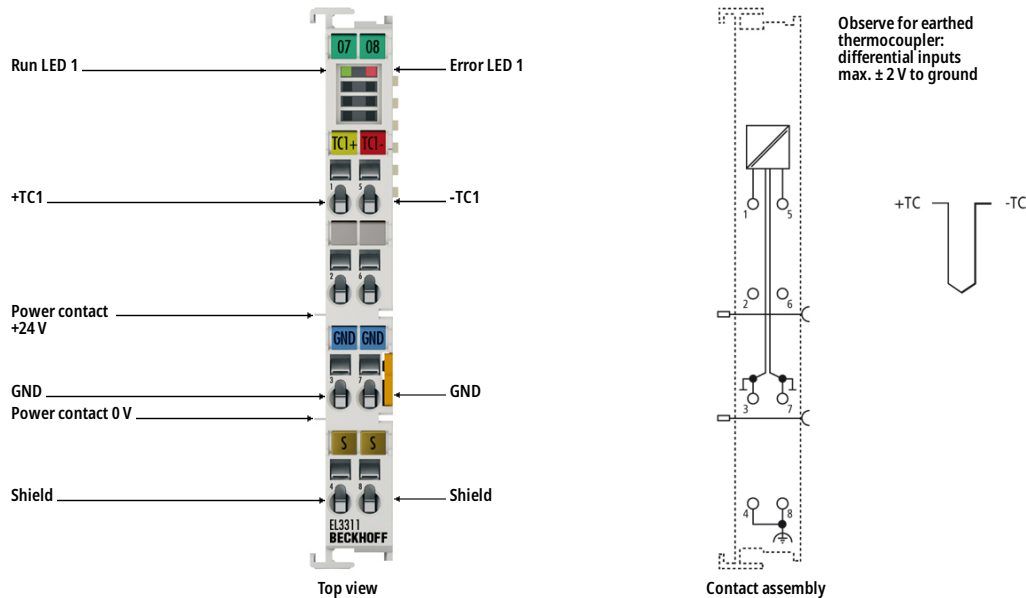 Observe for earthed
thermocoupler:
differential inputs
max. ± 2 V to ground
07 08
Run LED 1
Error LED 1
TC1+ TC1-
1 5
+TC1
-TC1
+TC
-TC
1 5
2 6
2 6
Power contact
+24 V
GND GND
3 7
GND
GND
3 7
Power contact 0 V
S S
4 8
Shield
Shield
4 8
EL3311
BECKHOFF
Top view
Contact assembly